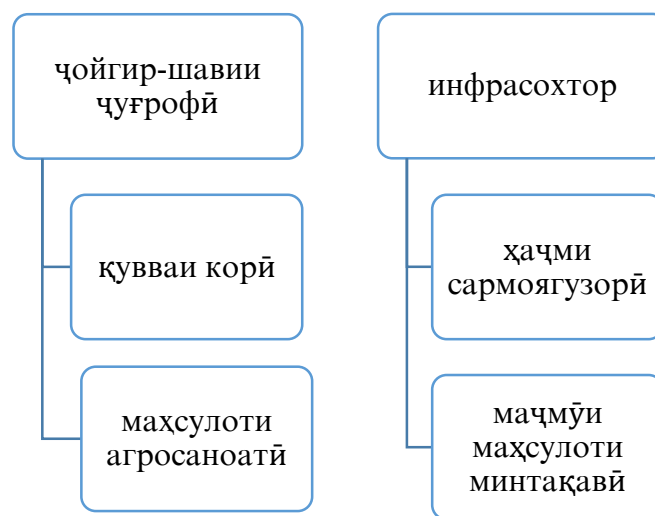 ҷойгир-шавии
ҷуғрофӣ
қувваи корӣ
маҳсулоти
агросаноатӣ
инфрасохтор
ҳаҷми
сармоягузорӣ
маҷмӯи
маҳсулоти
минтақавӣ